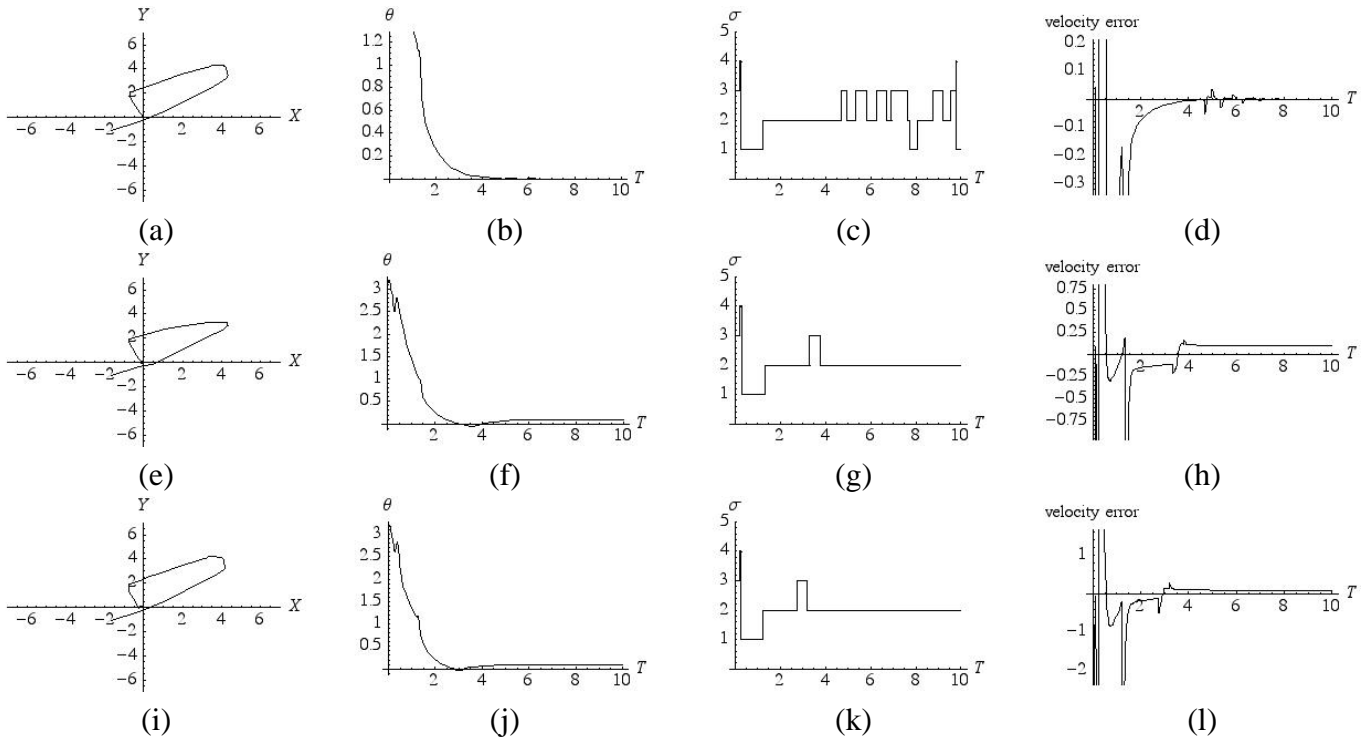 Y
6
4
2
−6 −4 −2 2 4 6 X
−2
−4
−6
(a)
θ
1.2
1
0.8
0.6
0.4
0.2
2 4 6 8 10 T
(b)
σ
5
4
3
2
1
2 4 6 8 10 T
(c)
velocity error
0.2
0.1
2 4 6 8 10 T
−0.1
−0.2
−0.3
(d)
Y
6
4
2
−6 −4 −2 2 4 6 X
−2
−4
−6
(e)
θ
3
2.5
2
1.5
1
0.5
2 4 6 8 10 T
(f)
σ
5
4
3
2
1
2 4 6 8 10 T
(g)
velocity error
0.75
0.5
0.25
2 4 6 8 10 T
−0.25
−0.5
−0.75
(h)
Y
6
4
2
−6 −4 −2 2 4 6 X
−2
−4
−6
(i)
θ
3
2.5
2
1.5
1
0.5
2 4 6 8 10 T
(j)
σ
5
4
3
2
1
2 4 6 8 10 T
(k)
velocity error
1
2 4 6 8 10 T
−1
−2
(l)